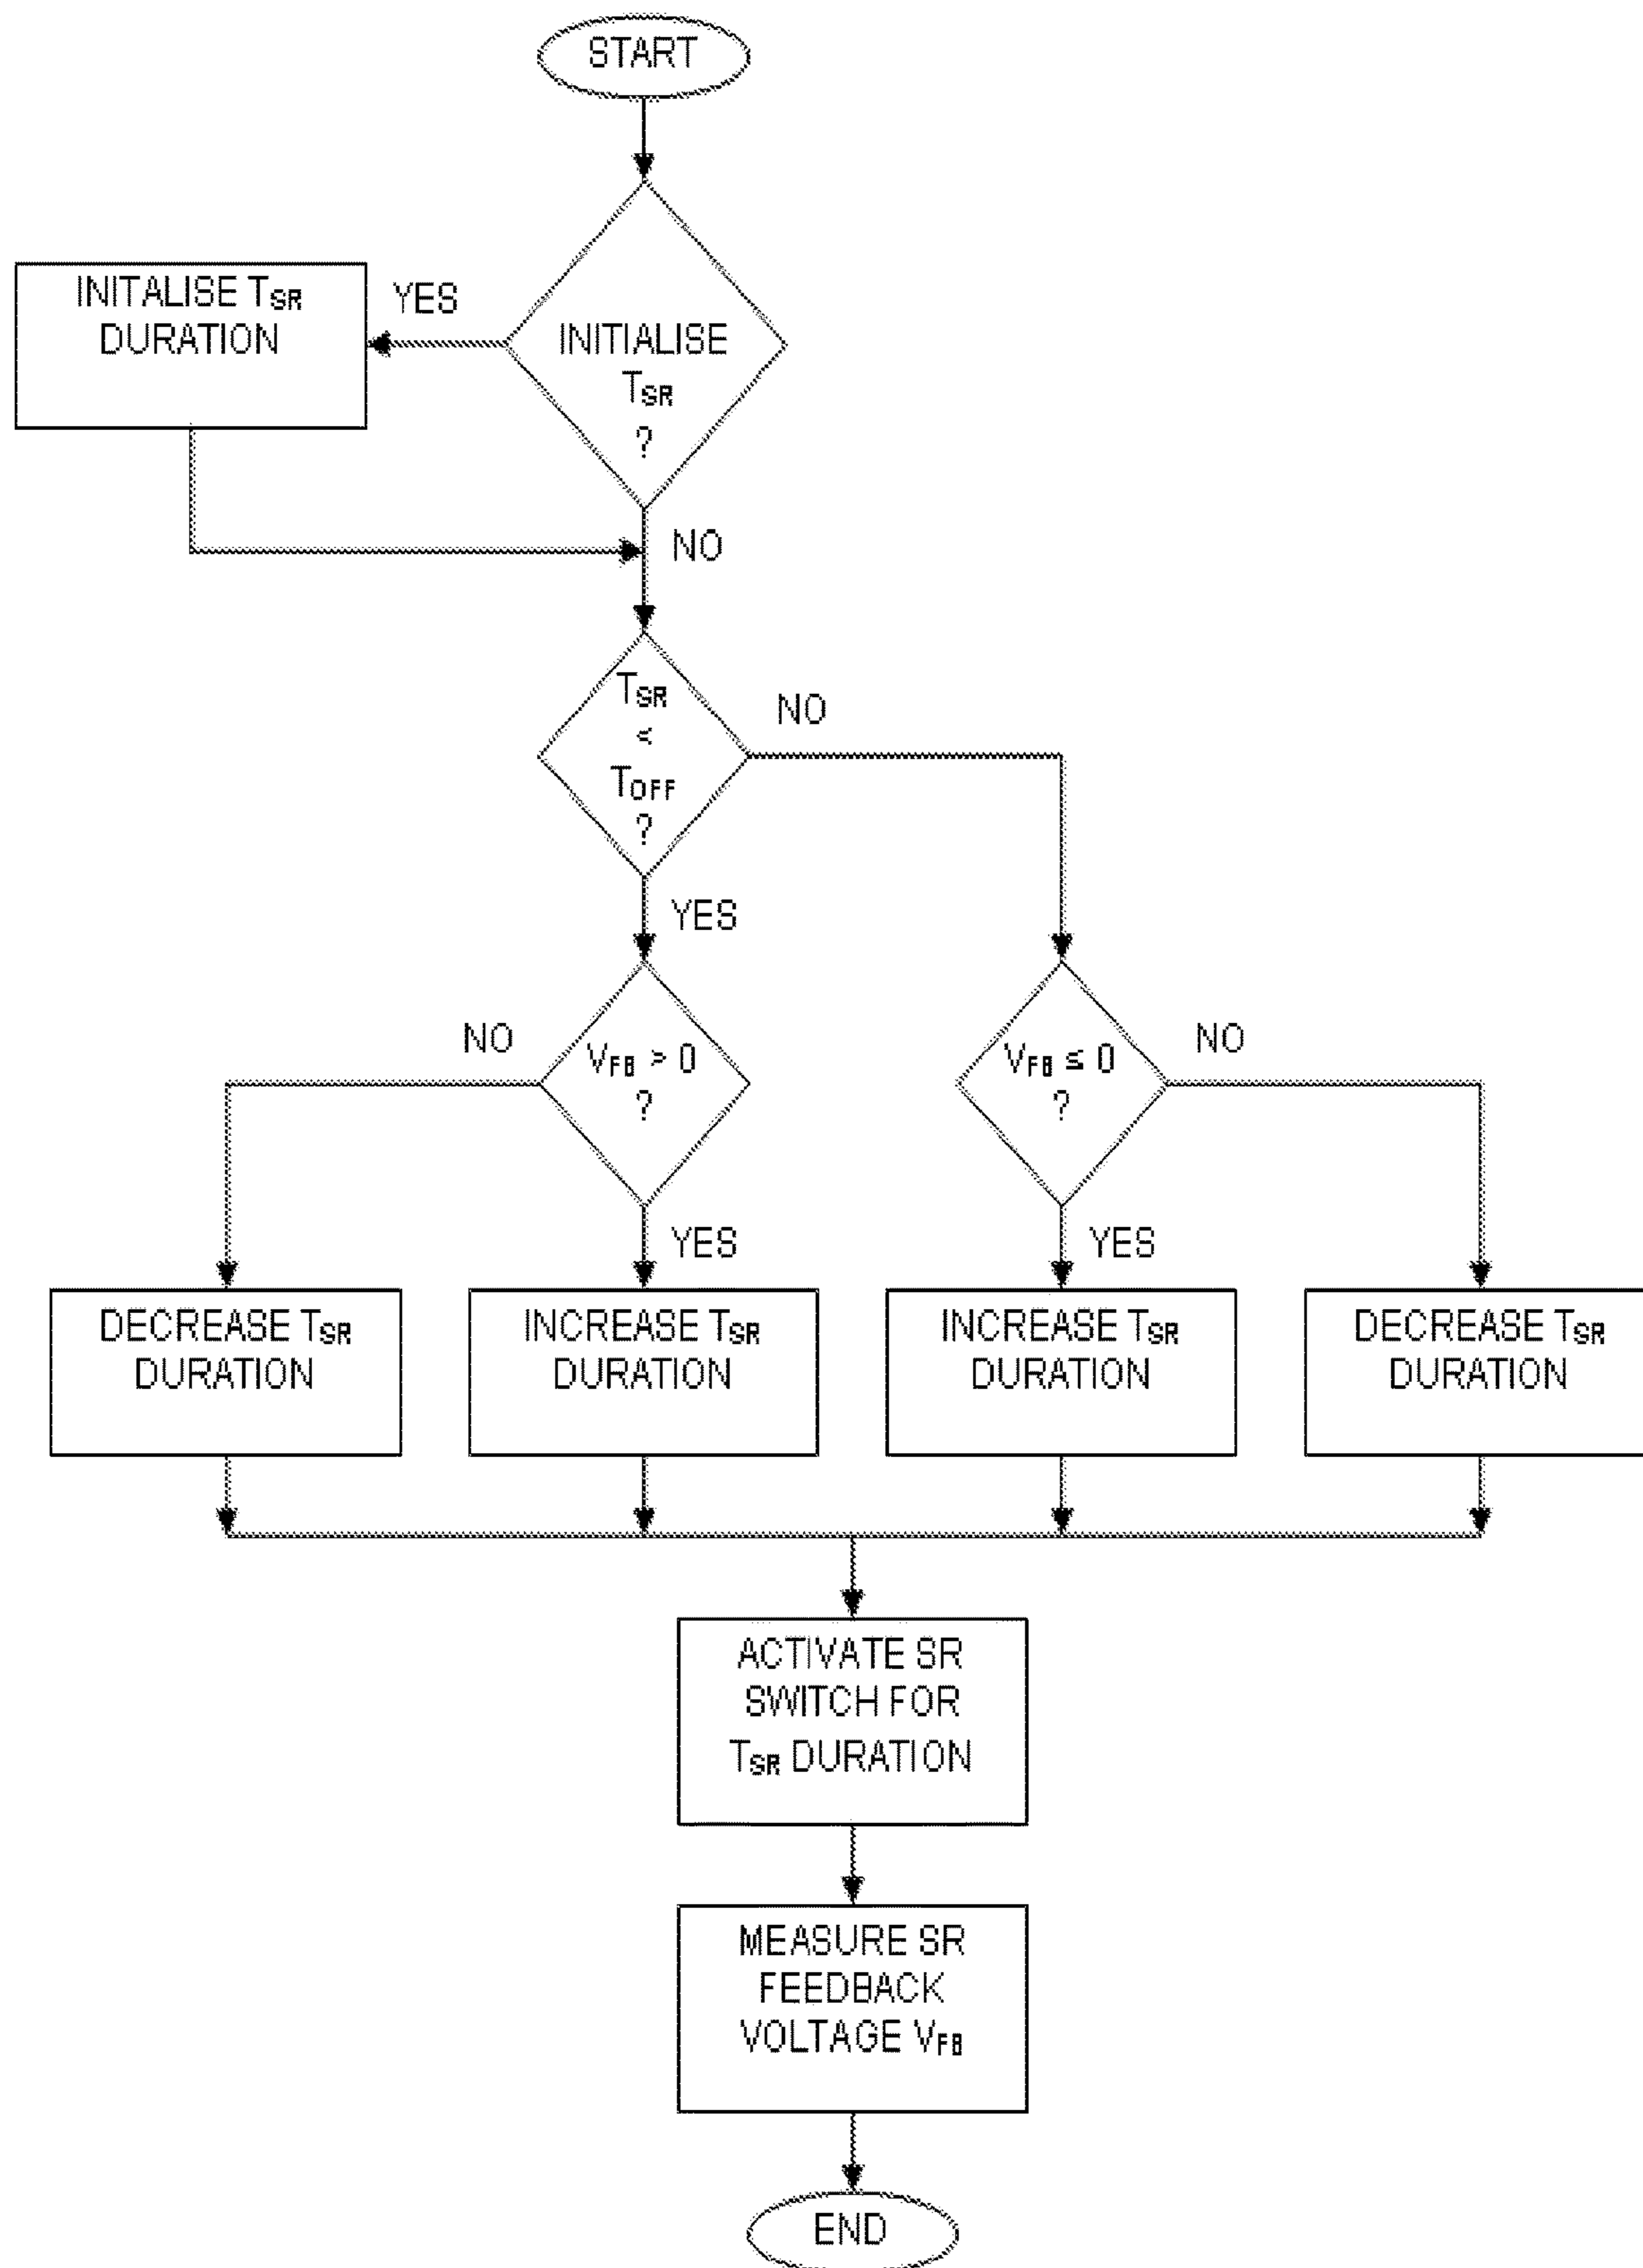 START
INITALISE TSR
DURATION
YES
INITIALISE
TSR
?
NO
TSR
<
TOFF
?
NO
YES
NO
VFB > 0
?
VFB ≤ 0
?
NO
YES
YES
DECREASE TSR
DURATION
INCREASE TSR
DURATION
INCREASE TSR
DURATION
DECREASE TSR
DURATION
ACTIVATE SR
SWITCH FOR
TSR DURATION
MEASURE SR
FEEDBACK
VOLTAGE VFB
END